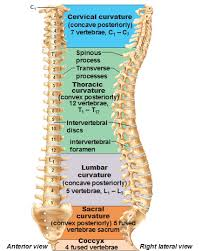 C₁
Cervical curvature
(concave posteriorly)
7 vertebrae, C₁ – C₇
Spinous
process
Transverse
processes
Thoracic
curvature
(convex posteriorly)
12 vertebrae,
T₁ – T₁₂
Intervertebral
discs
Intervertebral
foramen
Lumbar
curvature
(concave posteriorly)
5 vertebrae, L₁ – L₅
Sacral
curvature
(convex posteriorly) 5 fused
vertebrae sacrum
Coccyx
4 fused vertebrae
Anterior view
Right lateral view